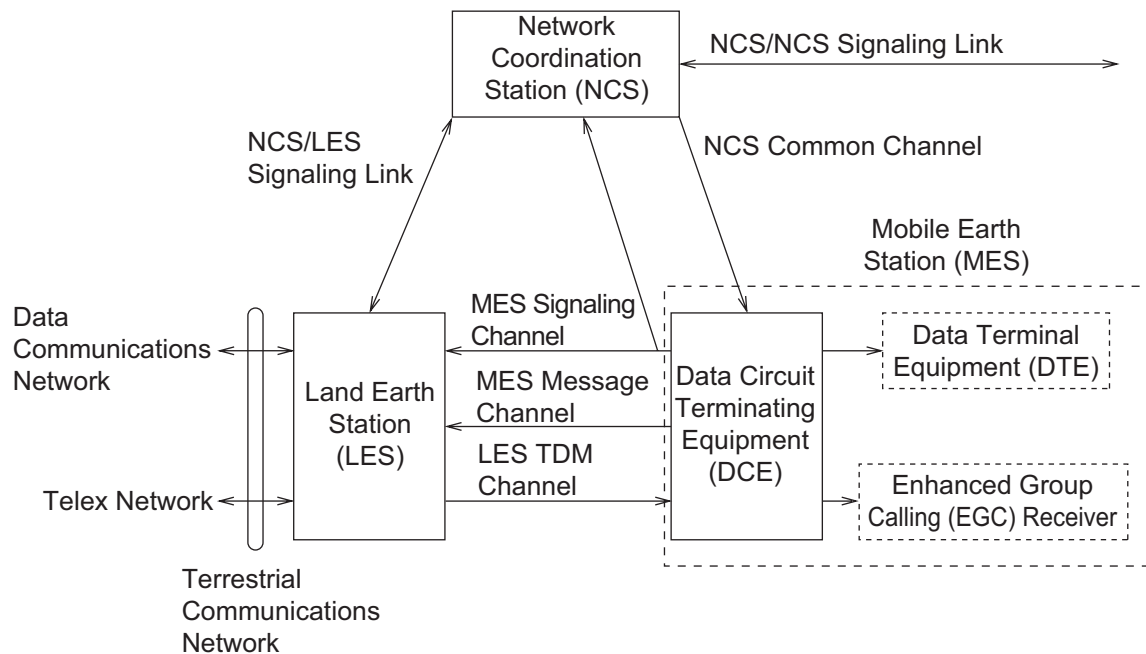 Network
Coordination
Station (NCS)
NCS/NCS Signaling Link
NCS/LES
Signaling Link
NCS Common Channel
Mobile Earth
Station (MES)
Data
Communications
Network
MES Signaling
Channel
Data Terminal
Equipment (DTE)
Land Earth
Station
(LES)
MES Message
Channel
Data Circuit
Terminating
Equipment
(DCE)
LES TDM
Channel
Telex Network
Enhanced Group
Calling (EGC) Receiver
Terrestrial
Communications
Network